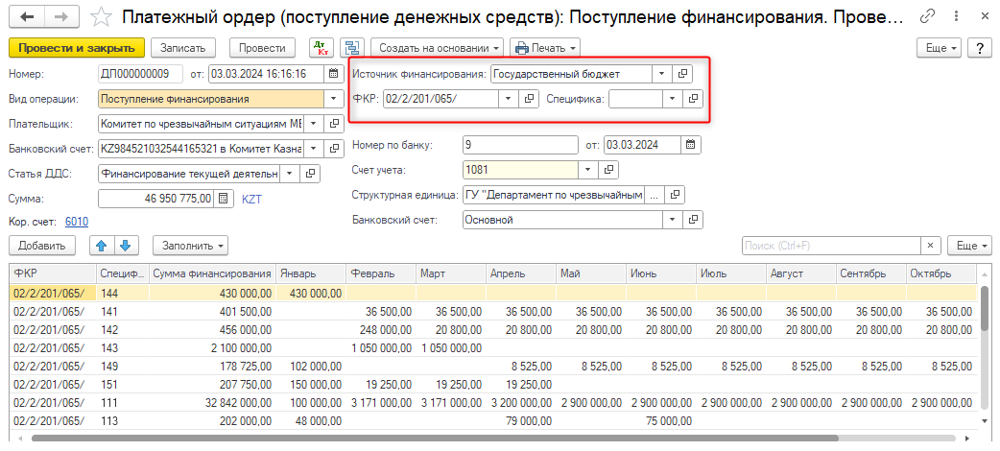 Платежный ордер (поступление денежных средств): Поступление финансирования. Прове...
Провести и закрыть Записать Провести Дт Кт Создать на основании Печать Еще ?
Номер: ДП000000009 от: 03.03.2024 16:16:16 Источник финансирования: Государственный бюджет
Вид операции: Поступление финансирования ФКР: 02/2/201/065/ Специфика:
Плательщик: Комитет по чрезвычайным ситуациям МЕ
Банковский счет: KZ984521032544165321 в Комитет Казна Номер по банку: 9 от: 03.03.2024
Статья ДДС: Финансирование текущей деятельн Счет учета: 1081
Сумма: 46 950 775,00 KZT Структурная единица: ГУ "Департамент по чрезвычайным ...
Кор. счет: 6010 Банковский счет: Основной
Добавить Заполнить Поиск (Ctrl+F) × Еще
ФКР Специф... Сумма финансирования Январь Февраль Март Апрель Май Июнь Июль Август Сентябрь Октябрь
02/2/201/065/ 144 430 000,00 430 000,00
02/2/201/065/ 141 401 500,00 36 500,00 36 500,00 36 500,00 36 500,00 36 500,00 36 500,00 36 500,00 36 500,00 36 500,00
02/2/201/065/ 142 456 000,00 248 000,00 20 800,00 20 800,00 20 800,00 20 800,00 20 800,00 20 800,00 20 800,00 20 800,00
02/2/201/065/ 143 2 100 000,00 1 050 000,00 1 050 000,00
02/2/201/065/ 149 178 725,00 102 000,00 8 525,00 8 525,00 8 525,00 8 525,00 8 525,00 8 525,00 8 525,00
02/2/201/065/ 151 207 750,00 150 000,00 19 250,00 19 250,00 19 250,00
02/2/201/065/ 111 32 842 000,00 100 000,00 3 171 000,00 3 171 000,00 3 200 000,00 2 900 000,00 2 900 000,00 2 900 000,00 2 900 000,00 2 900 000,00 2 900 000,00
02/2/201/065/ 113 202 000,00 48 000,00 79 000,00 75 000,00